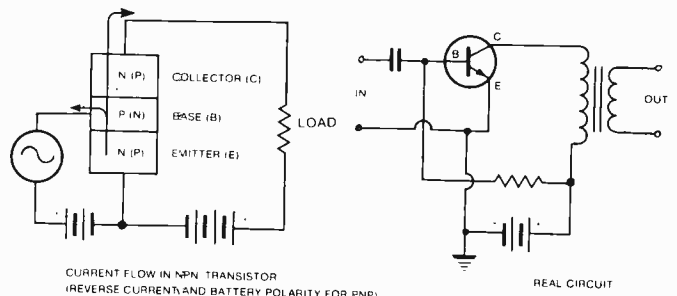 N (P)
COLLECTOR (C)
P (N)
BASE (B)
N (P)
EMITTER (E)
LOAD
CURRENT FLOW IN NPN TRANSISTOR
(REVERSE CURRENT AND BATTERY POLARITY FOR PNP)
C
B
E
IN
OUT
REAL CIRCUIT